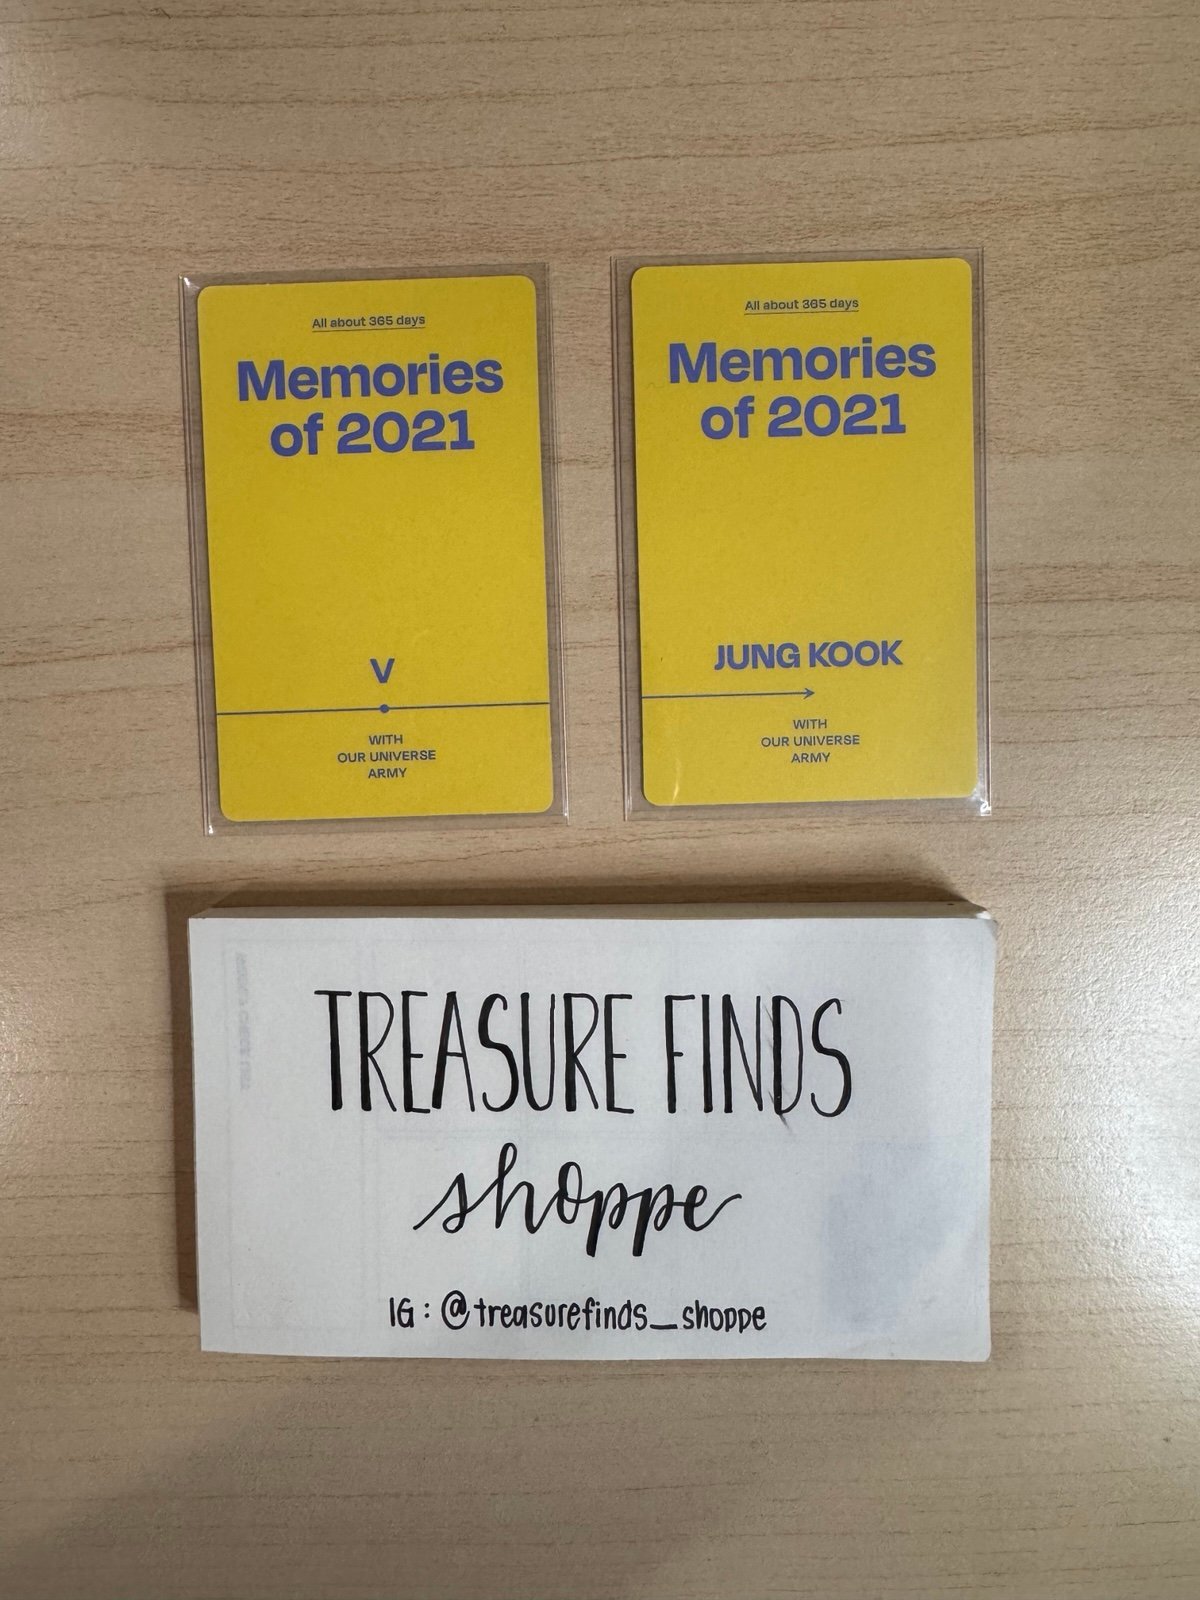 All about 365 days
Memories
of 2021
V
WITH
OUR UNIVERSE
ARMY
All about 365 days
Memories
of 2021
JUNG KOOK
WITH
OUR UNIVERSE
ARMY
TREASURE FINDS
shoppe
IG: @treasurefinds_shoppe